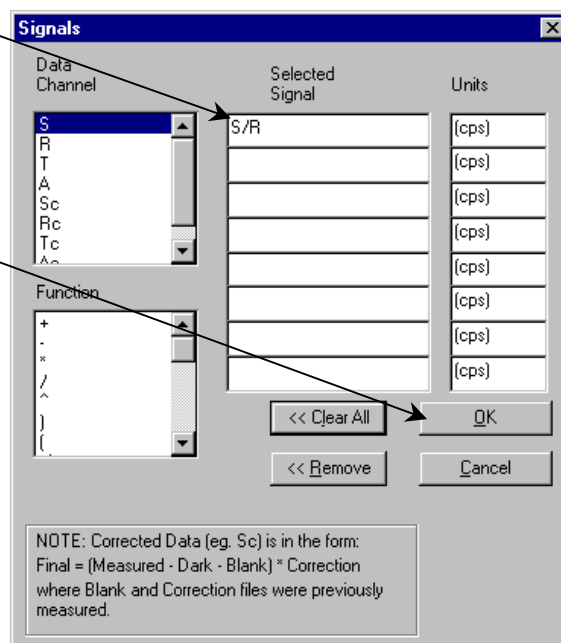 Signals
Data
Channel
Selected
Signal
Units
S
R
T
A
Sc
Rc
Tc
Ac
S/R
(cps)
(cps)
(cps)
(cps)
(cps)
(cps)
(cps)
(cps)
Function
+
-
*
/
^
)
(
<< Clear All
OK
<< Remove
Cancel
NOTE: Corrected Data (eg. Sc) is in the form:
Final = (Measured - Dark - Blank) * Correction
where Blank and Correction files were previously
measured.